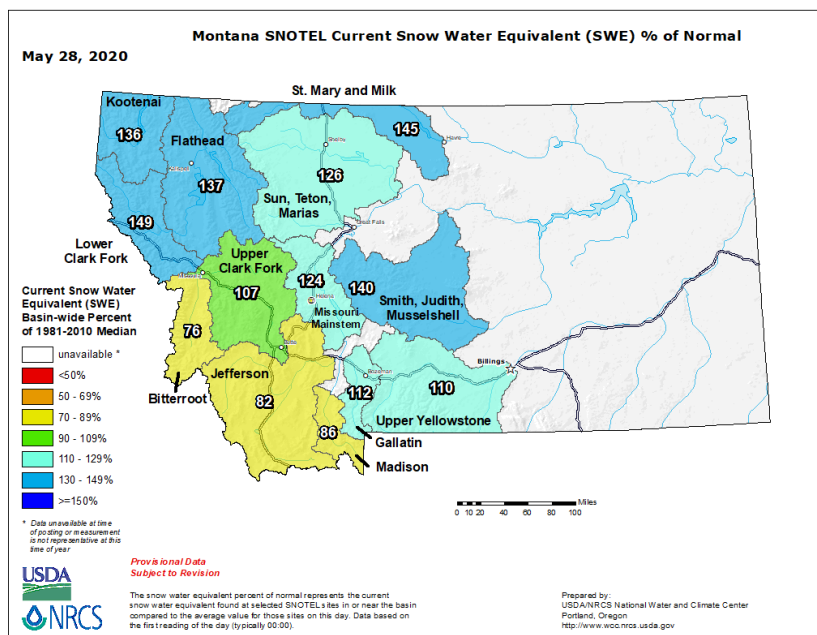 Montana SNOTEL Current Snow Water Equivalent (SWE) % of Normal
May 28, 2020
St. Mary and Milk
Kootenai
136
145
Flathead
Shelby
Havre
137
126
149
Sun, Teton,
Marias
Great Falls
Lower
Clark Fork
Upper
Clark Fork
124
107
Helena
140
Smith, Judith,
Musselshell
Missouri
Mainstem
Current Snow Water
Equivalent (SWE)
Basin-wide Percent
of 1981-2010 Median
unavailable *
<50%
50 - 69%
70 - 89%
90 - 109%
110 - 129%
130 - 149%
>=150%
* Data unavailable at time
of posting or measurement
is not representative at this
time of year
76
Bitterroot
Butte
Jefferson
82
Bozeman
Billings
110
112
86
Upper Yellowstone
Gallatin
Madison
Miles
0 10 20 40 60 80 100
Provisional Data
Subject to Revision
The snow water equivalent percent of normal represents the current
snow water equivalent found at selected SNOTEL sites in or near the basin
compared to the average value for those sites on this day. Data based on
the first reading of the day (typically 00:00).
Prepared by:
USDA/NRCS National Water and Climate Center
Portland, Oregon
http://www.wcc.nrcs.usda.gov
USDA
NRCS